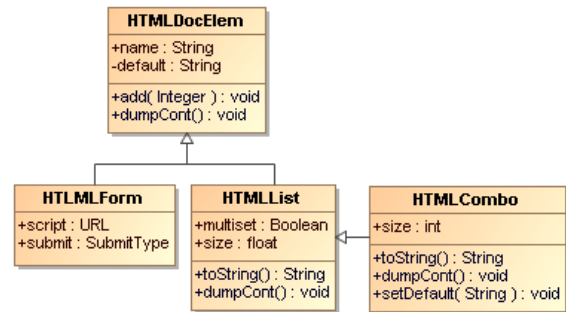 HTMLDocElem
+name : String
-default : String
+add( Integer ) : void
+dumpCont() : void
HTLMLForm
+script : URL
+submit : SubmitType
HTMLList
+multiset : Boolean
+size : float
+toString() : String
+dumpCont() : void
HTMLCombo
+size : int
+toString() : String
+dumpCont() : void
+setDefault( String ) : void